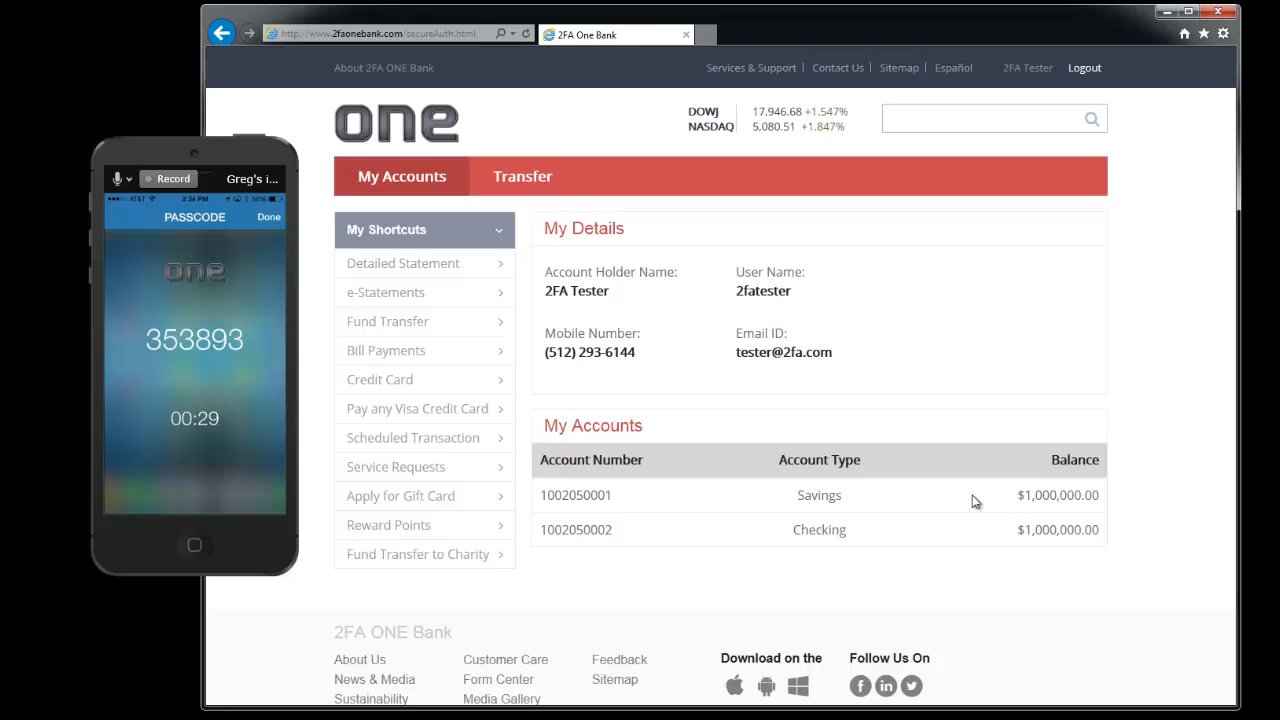 http://www.2faonebank.com/secureAuth.html
2FA One Bank
About 2FA ONE Bank
Services & Support
Contact Us
Sitemap
Español
2FA Tester
Logout
one
DOWJ 17,946.68 +1.547%
NASDAQ 5,080.51 +1.847%
My Accounts
Transfer
Record
Greg's i...
AT&T 2:34 PM 50%
PASSCODE
Done
one
353893
00:29
My Shortcuts
Detailed Statement
e-Statements
Fund Transfer
Bill Payments
Credit Card
Pay any Visa Credit Card
Scheduled Transaction
Service Requests
Apply for Gift Card
Reward Points
Fund Transfer to Charity
My Details
Account Holder Name: User Name:
2FA Tester 2fatester
Mobile Number: Email ID:
(512) 293-6144 tester@2fa.com
My Accounts
Account Number Account Type Balance
1002050001 Savings $1,000,000.00
1002050002 Checking $1,000,000.00
2FA ONE Bank
About Us
News & Media
Sustainability
Customer Care
Form Center
Media Gallery
Feedback
Sitemap
Download on the
Follow Us On